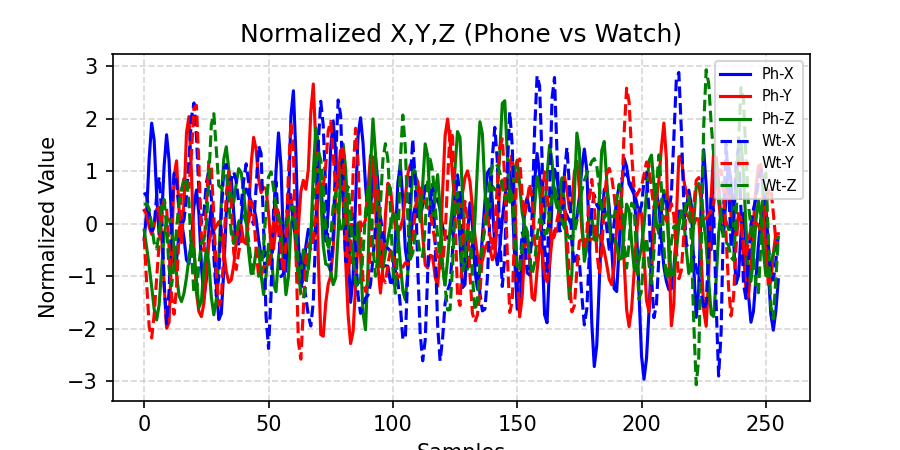 Normalized X,Y,Z (Phone vs Watch)
Normalized Value
3
2
1
0
−1
−2
−3
0 50 100 150 200 250
Samples
Ph-X
Ph-Y
Ph-Z
Wt-X
Wt-Y
Wt-Z